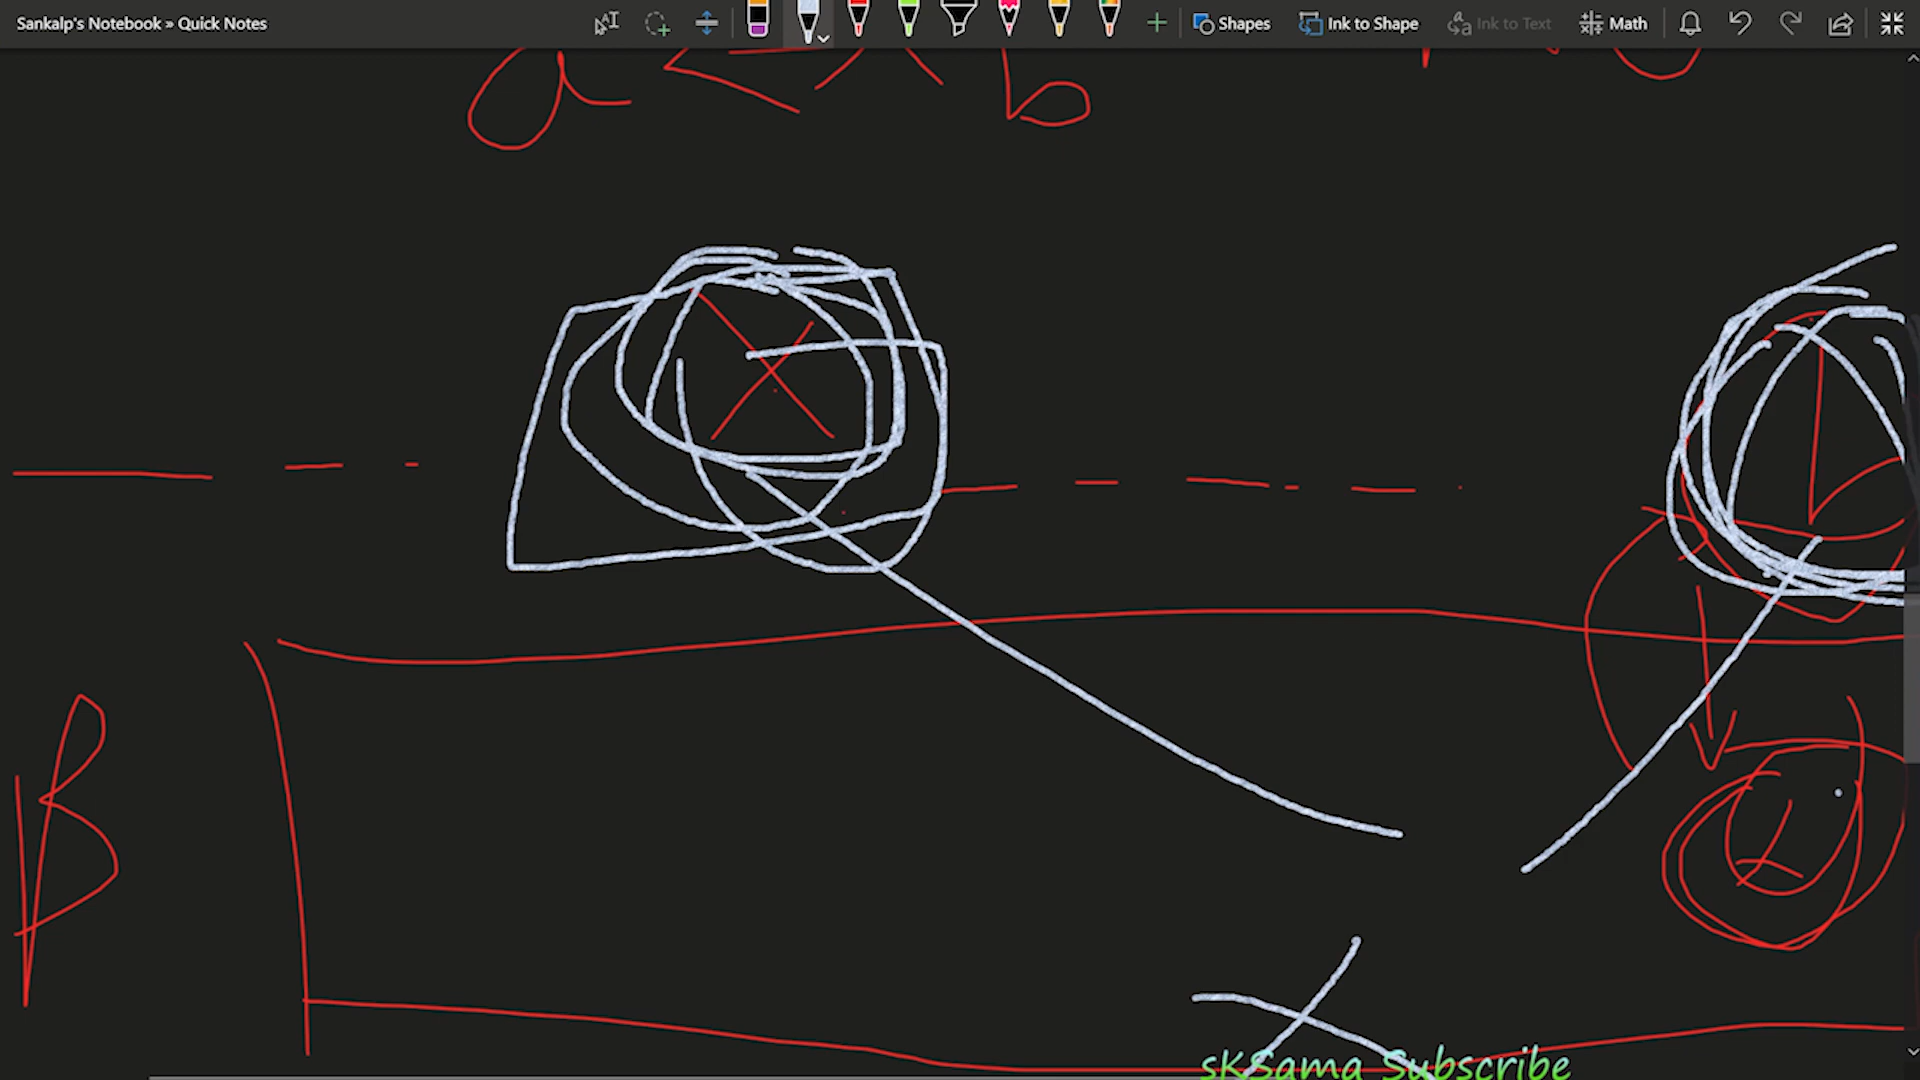 Sankalp's Notebook » Quick Notes
Shapes Ink to Shape Ink to Text Math
a x b
x
B
x
sKSama Subscribe